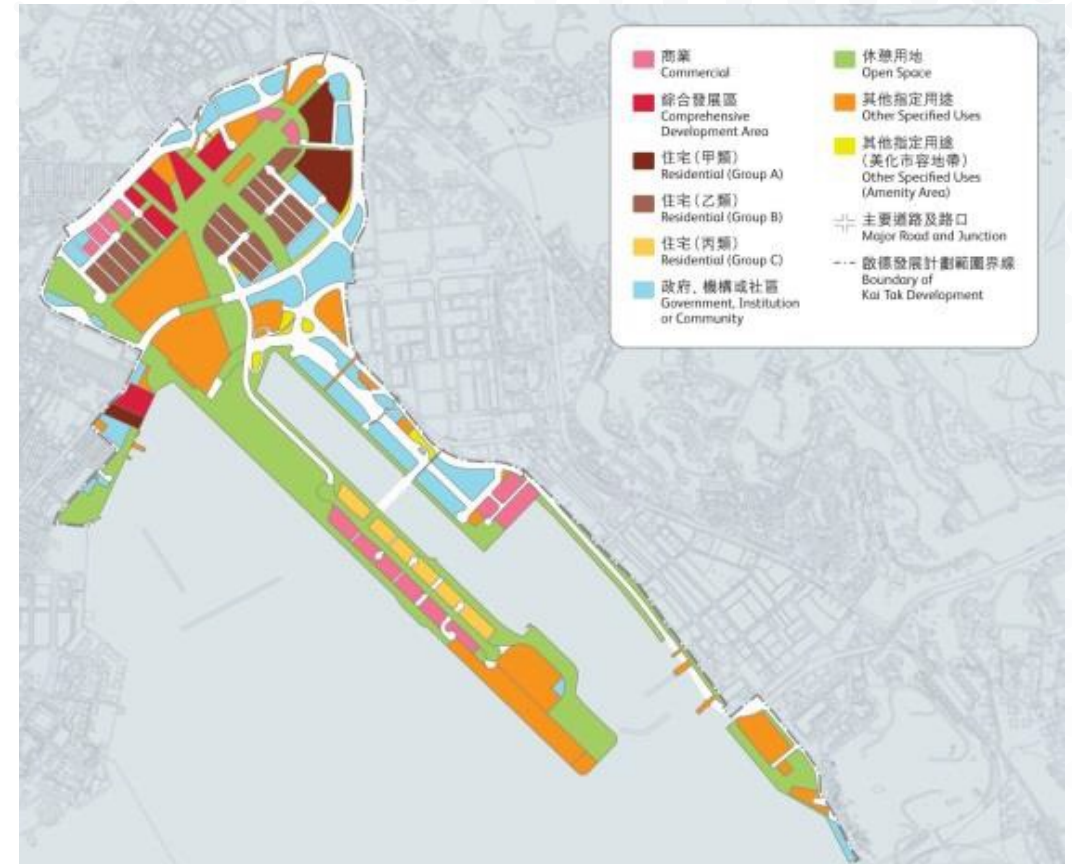 商業
Commercial
綜合發展區
Comprehensive
Development Area
住宅(甲類)
Residential (Group A)
住宅(乙類)
Residential (Group B)
住宅(丙類)
Residential (Group C)
政府、機構或社區
Government, Institution
or Community
休憩用地
Open Space
其他指定用途
Other Specified Uses
其他指定用途
(美化市容地帶)
Other Specified Uses
(Amenity Area)
主要道路及路口
Major Road and Junction
啟德發展計劃範圍界線
Boundary of
Kai Tak Development